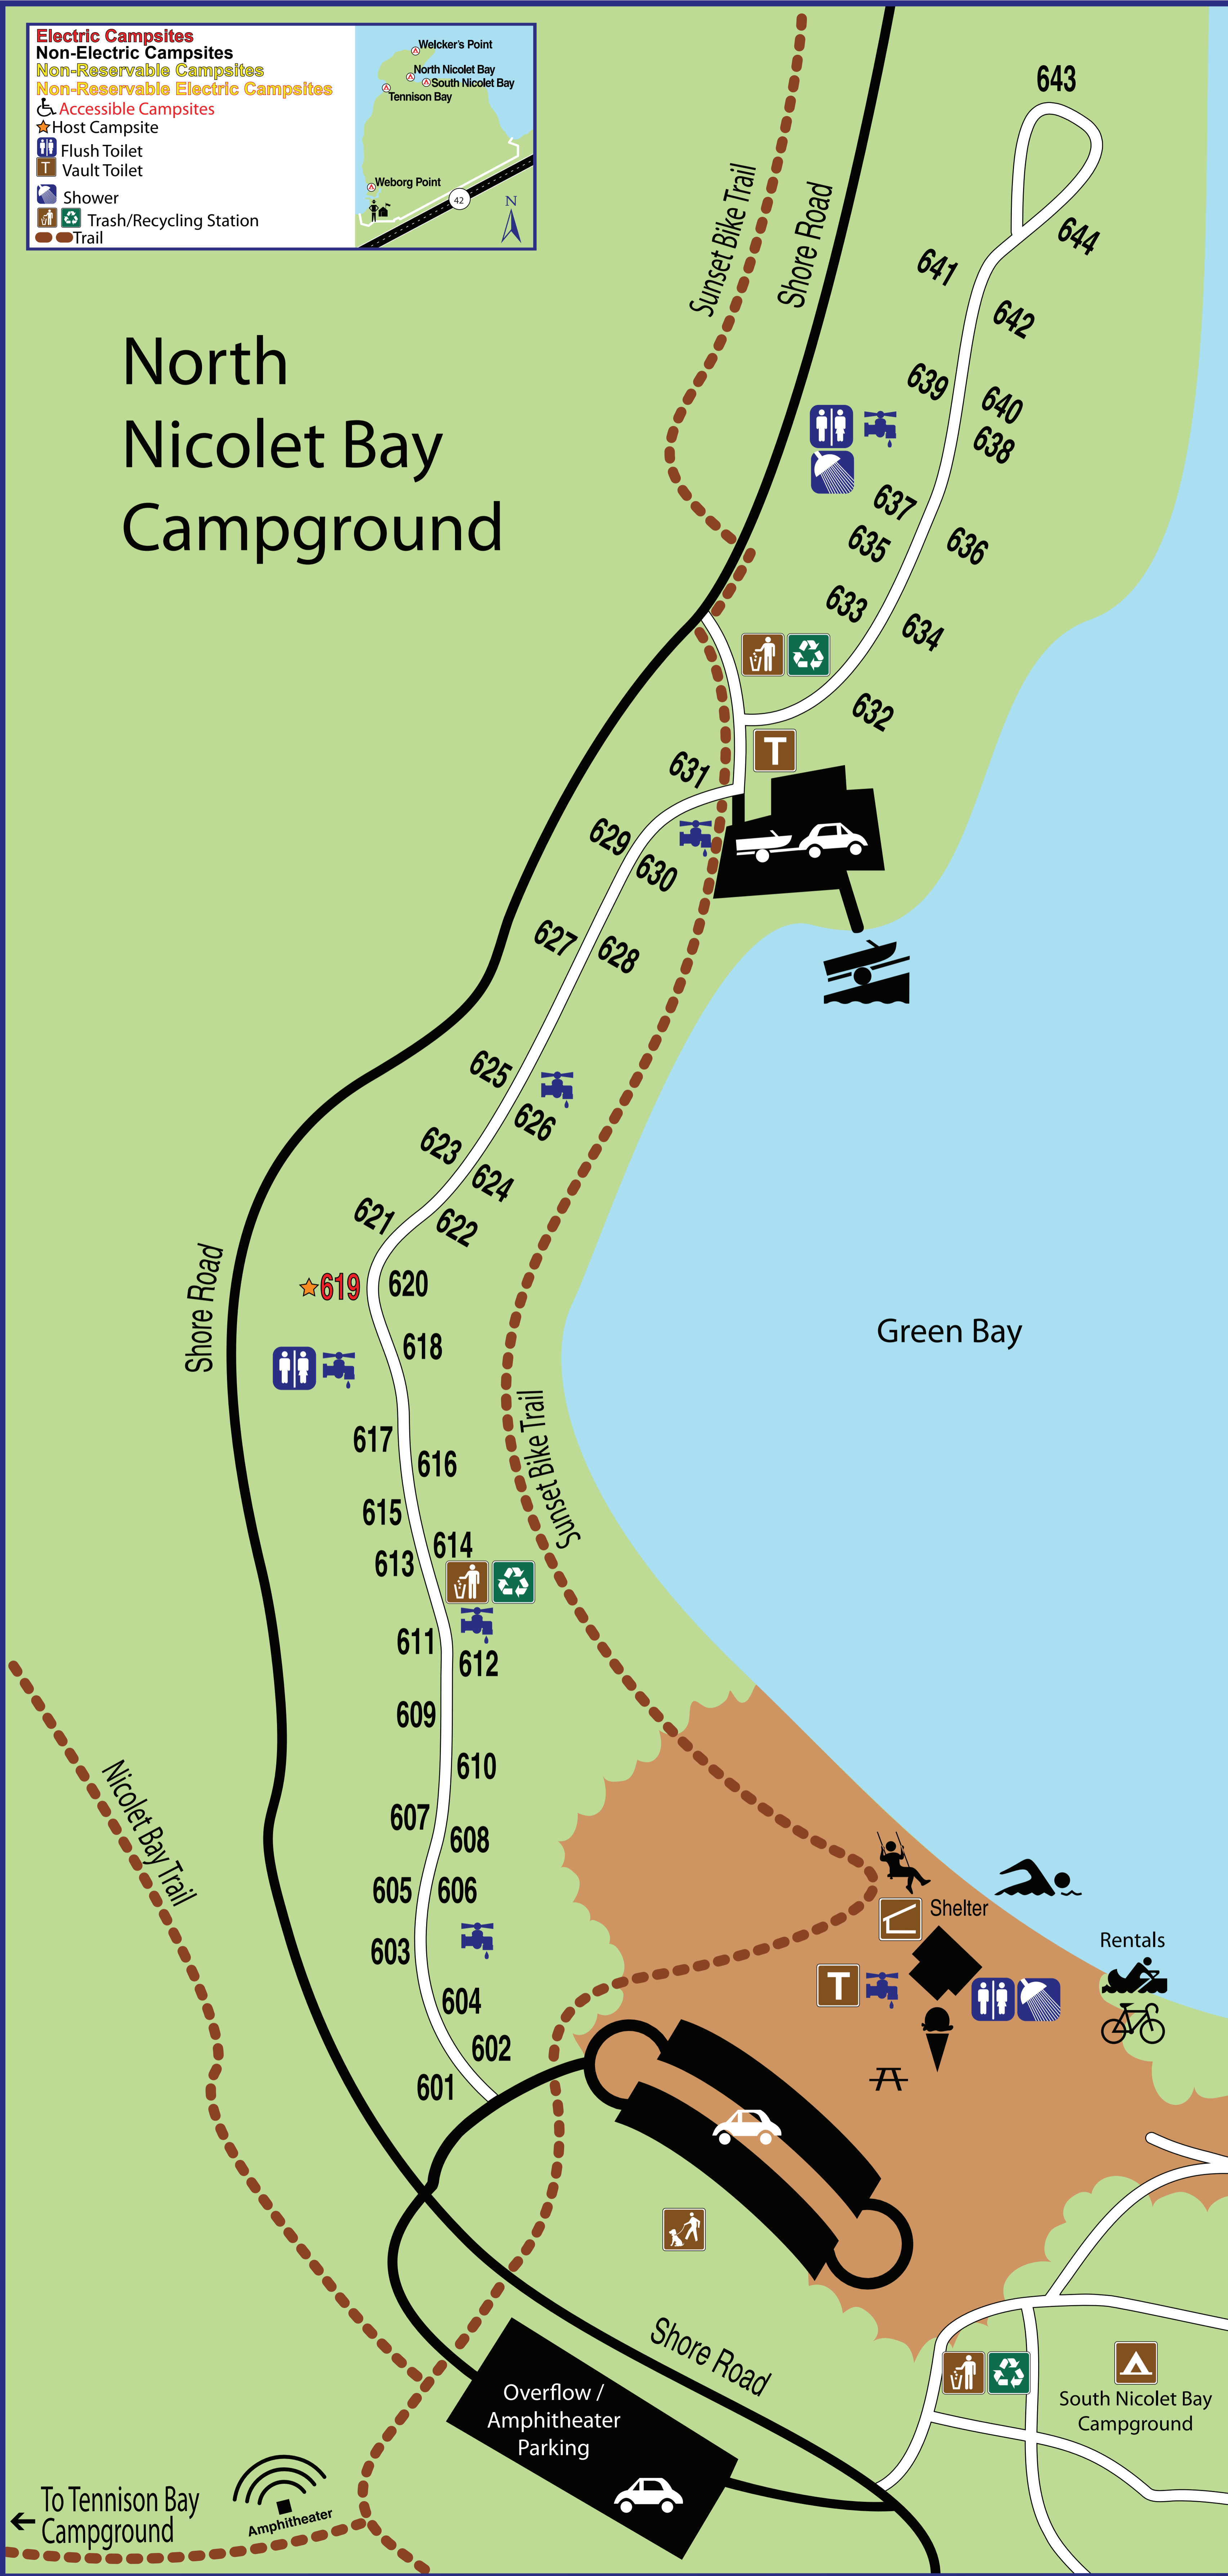 Electric Campsites
Non-Electric Campsites
Non-Reservable Campsites
Non-Reservable Electric Campsites
Accessible Campsites
Host Campsite
Flush Toilet
T
Vault Toilet
Shower
Trash/Recycling Station
Trail
Welcker's Point
North Nicolet Bay
South Nicolet Bay
Tennison Bay
Weborg Point
42
N
North
Nicolet Bay
Campground
Sunset Bike Trail
Shore Road
643
644
641
642
639
640
638
637
635
636
633
634
632
T
631
629
630
627
628
625
626
623
624
621
622
619
620
618
Shore Road
617
616
615
614
613
611
612
609
610
607
608
605
606
603
604
602
601
Sunset Bike Trail
Green Bay
Nicolet Bay Trail
Shelter
Rentals
T
Shore Road
Overflow /
Amphitheater
Parking
South Nicolet Bay
Campground
Amphitheater
To Tennison Bay
Campground